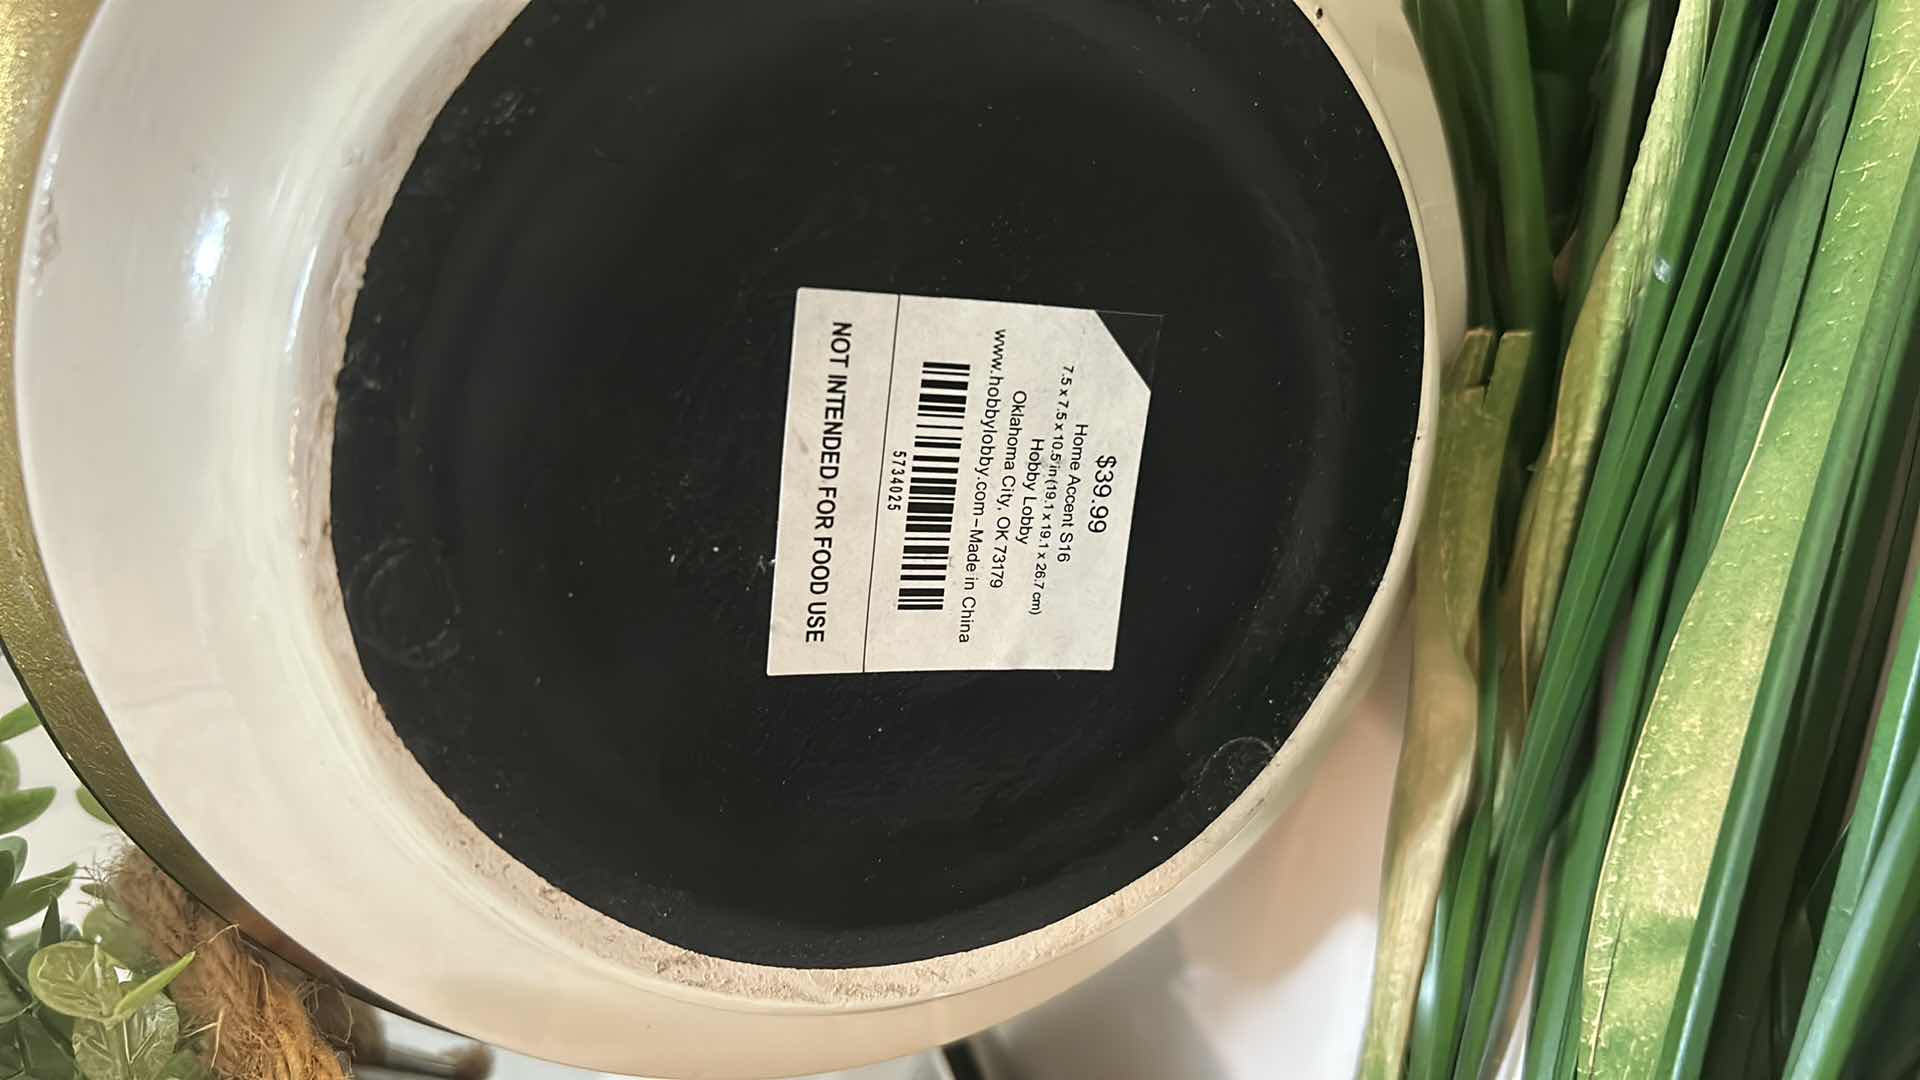 $39.99
Home Accent S16
7.5 x 7.5 x 10.5 in (19.1 x 19.1 x 26.7 cm)
Hobby Lobby
Oklahoma City, OK 73179
www.hobbylobby.com – Made in China
5734025
NOT INTENDED FOR FOOD USE